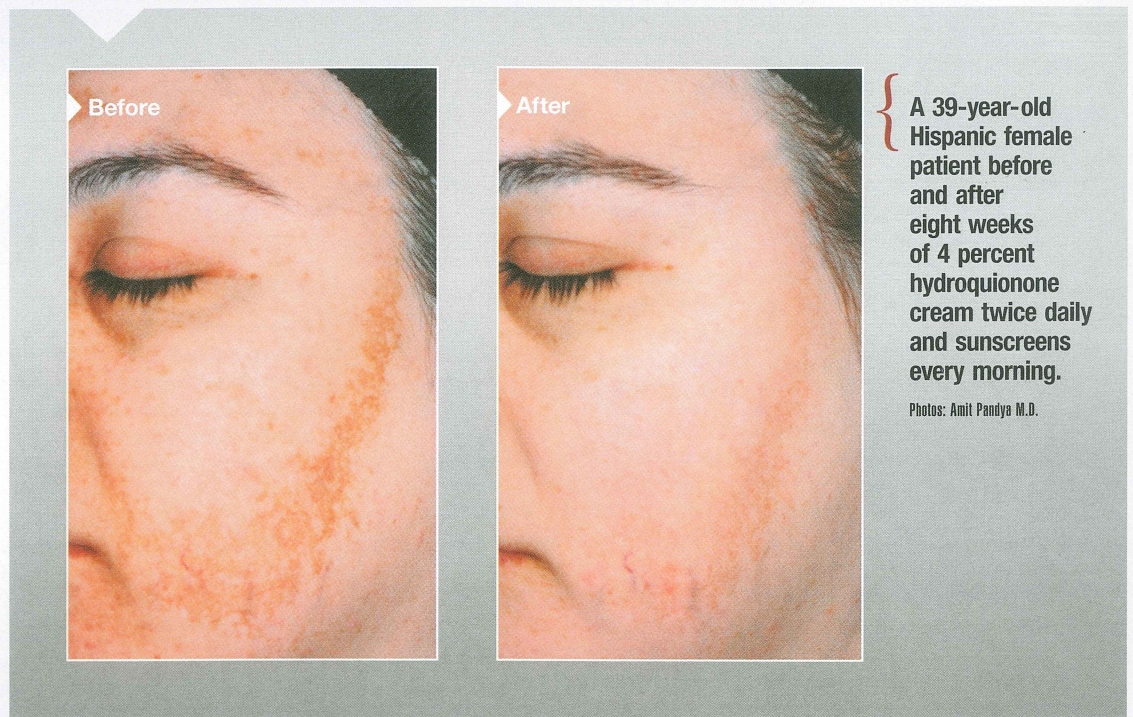 Before
After
A 39-year-old
Hispanic female
patient before
and after
eight weeks
of 4 percent
hydroquionone
cream twice daily
and sunscreens
every morning.
Photos: Amit Pandya M.D.